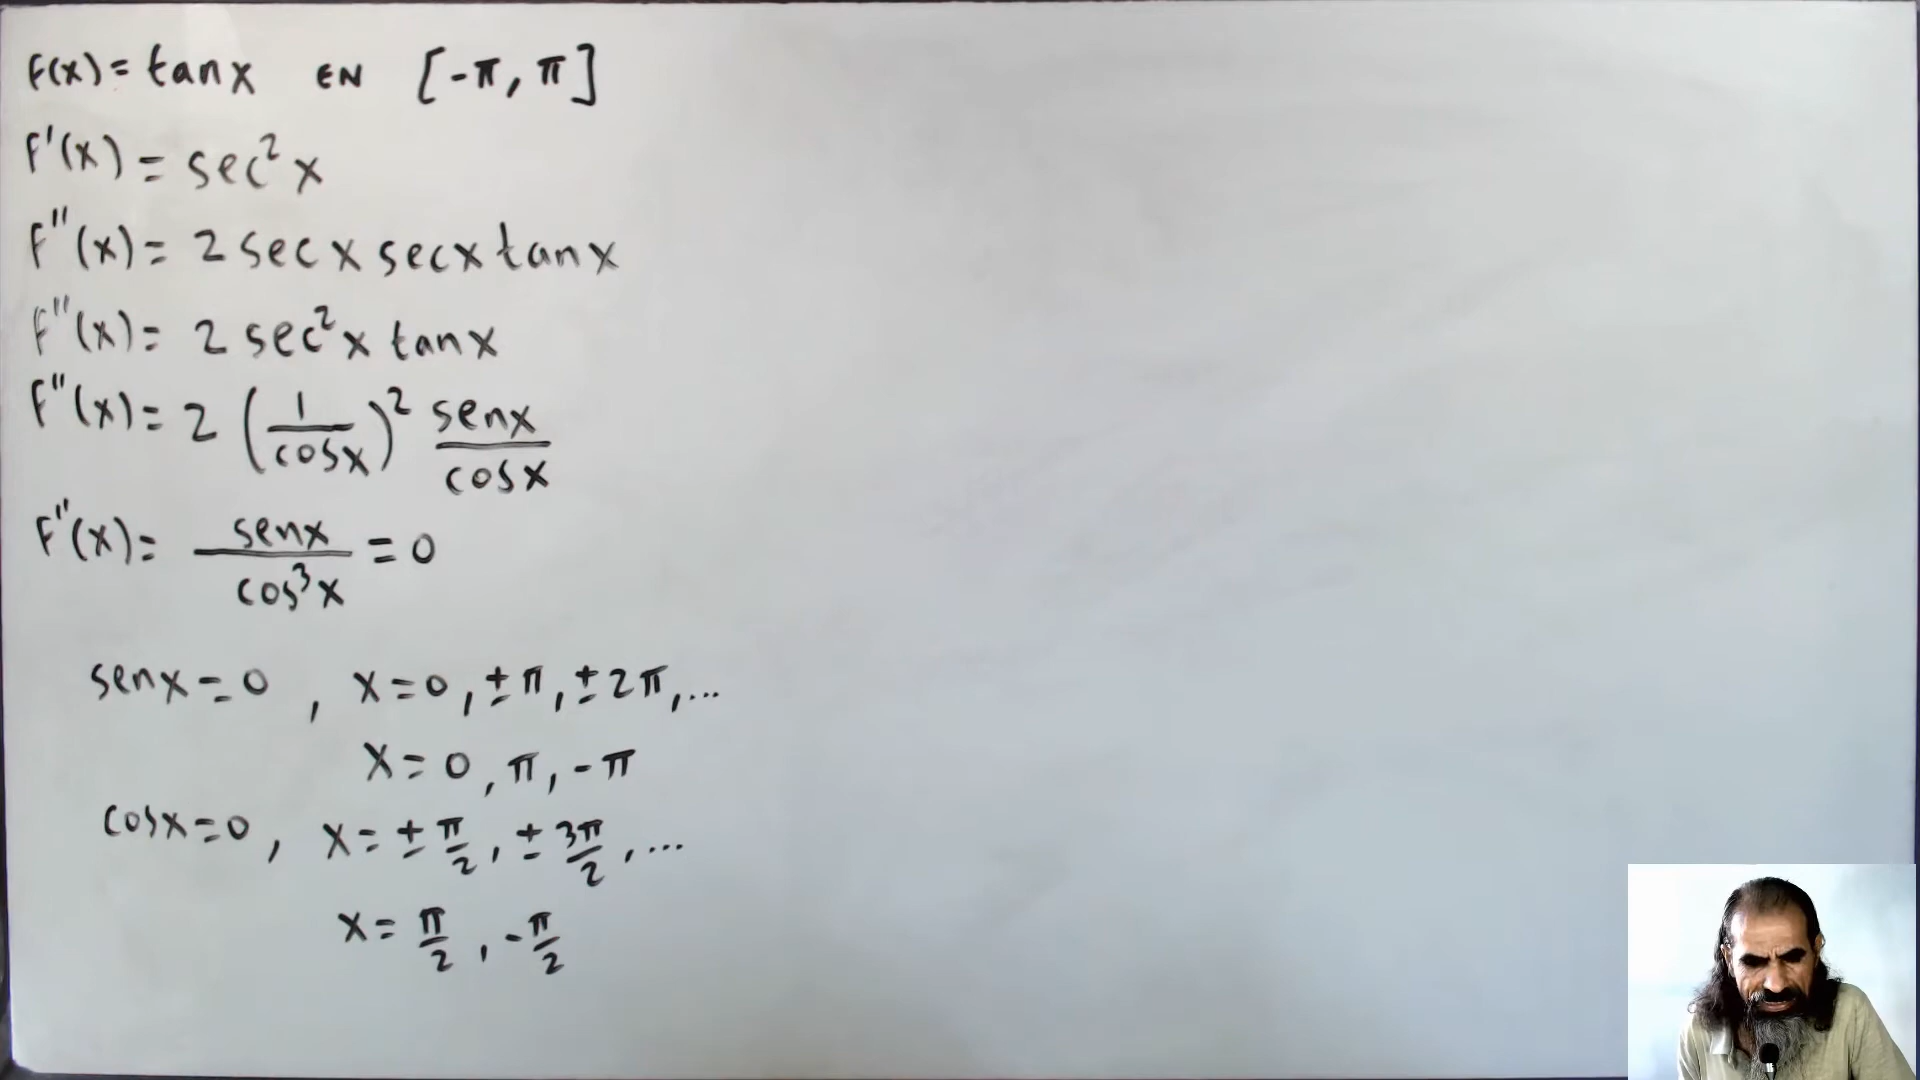 F(x) = tan x EN [-π, π]
F'(x) = sec² x
F''(x) = 2 sec x sec x tan x
F''(x) = 2 sec² x tan x
F''(x) = 2 (1/cos x)² sen x/cos x
F''(x) = sen x/cos³ x = 0
sen x = 0 , x = 0, ±π, ±2π, ...
x = 0, π, -π
cos x = 0 , x = ± π/2, ± 3π/2, ...
x = π/2, -π/2